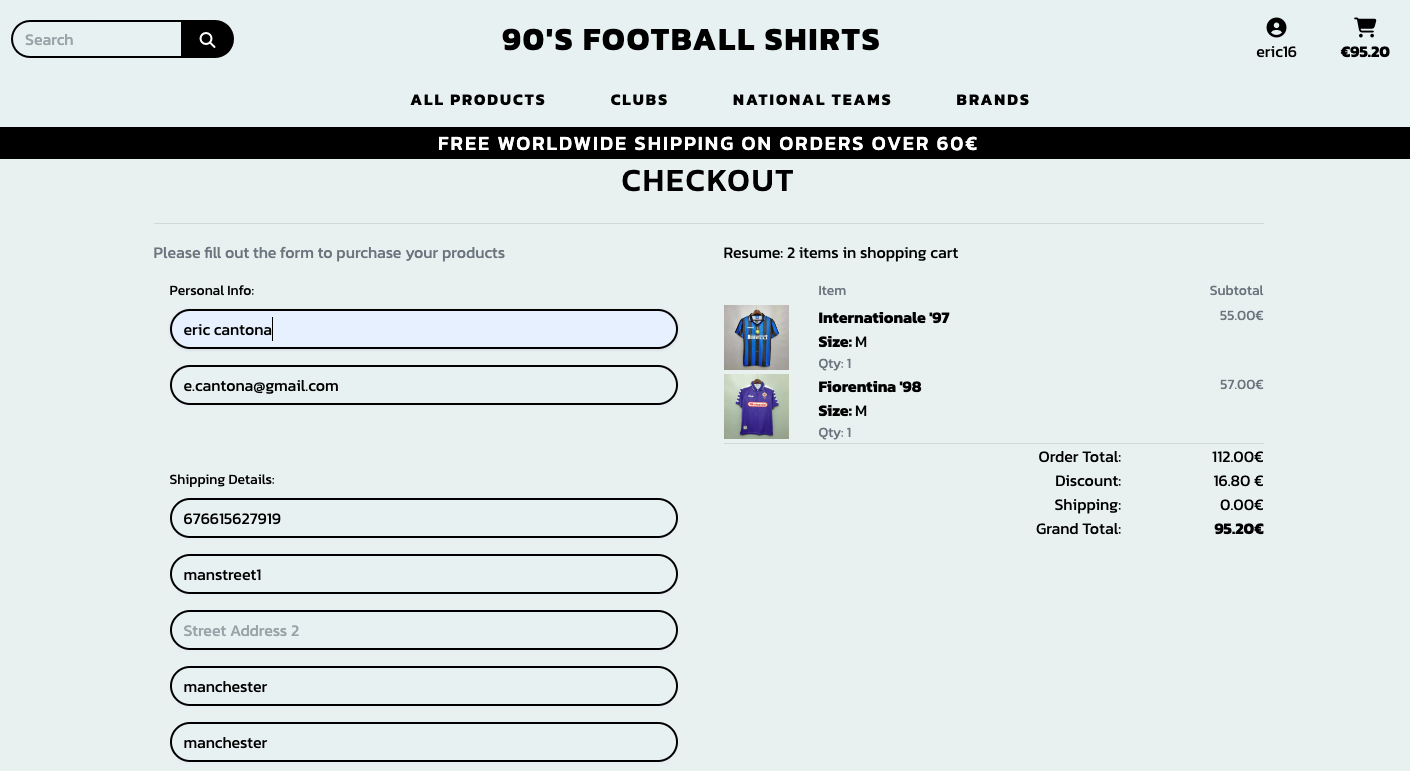 Search
90'S FOOTBALL SHIRTS
eric16
€95.20
ALL PRODUCTS
CLUBS
NATIONAL TEAMS
BRANDS
FREE WORLDWIDE SHIPPING ON ORDERS OVER 60€
CHECKOUT
Please fill out the form to purchase your products
Personal Info:
eric cantona
e.cantona@gmail.com
Shipping Details:
676615627919
manstreet1
Street Address 2
manchester
manchester
Resume: 2 items in shopping cart
Item Subtotal
Internationale '97 55.00€
Size: M
Qty: 1
Fiorentina '98 57.00€
Size: M
Qty: 1
Order Total: 112.00€
Discount: 16.80 €
Shipping: 0.00€
Grand Total: 95.20€